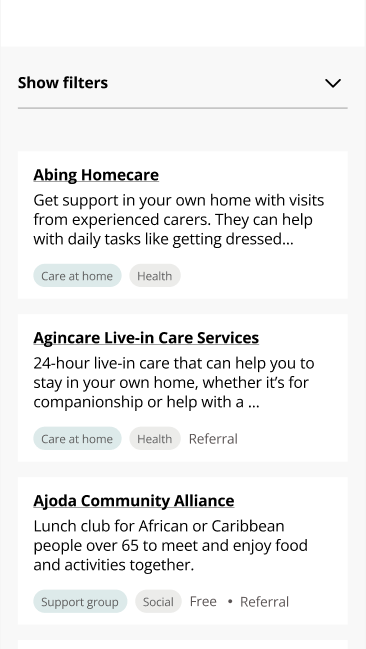 Show filters
Abing Homecare
Get support in your own home with visits
from experienced carers. They can help
with daily tasks like getting dressed...
Care at home Health
Agincare Live-in Care Services
24-hour live-in care that can help you to
stay in your own home, whether it’s for
companionship or help with a ...
Care at home Health Referral
Ajoda Community Alliance
Lunch club for African or Caribbean
people over 65 to meet and enjoy food
and activities together.
Support group Social Free • Referral